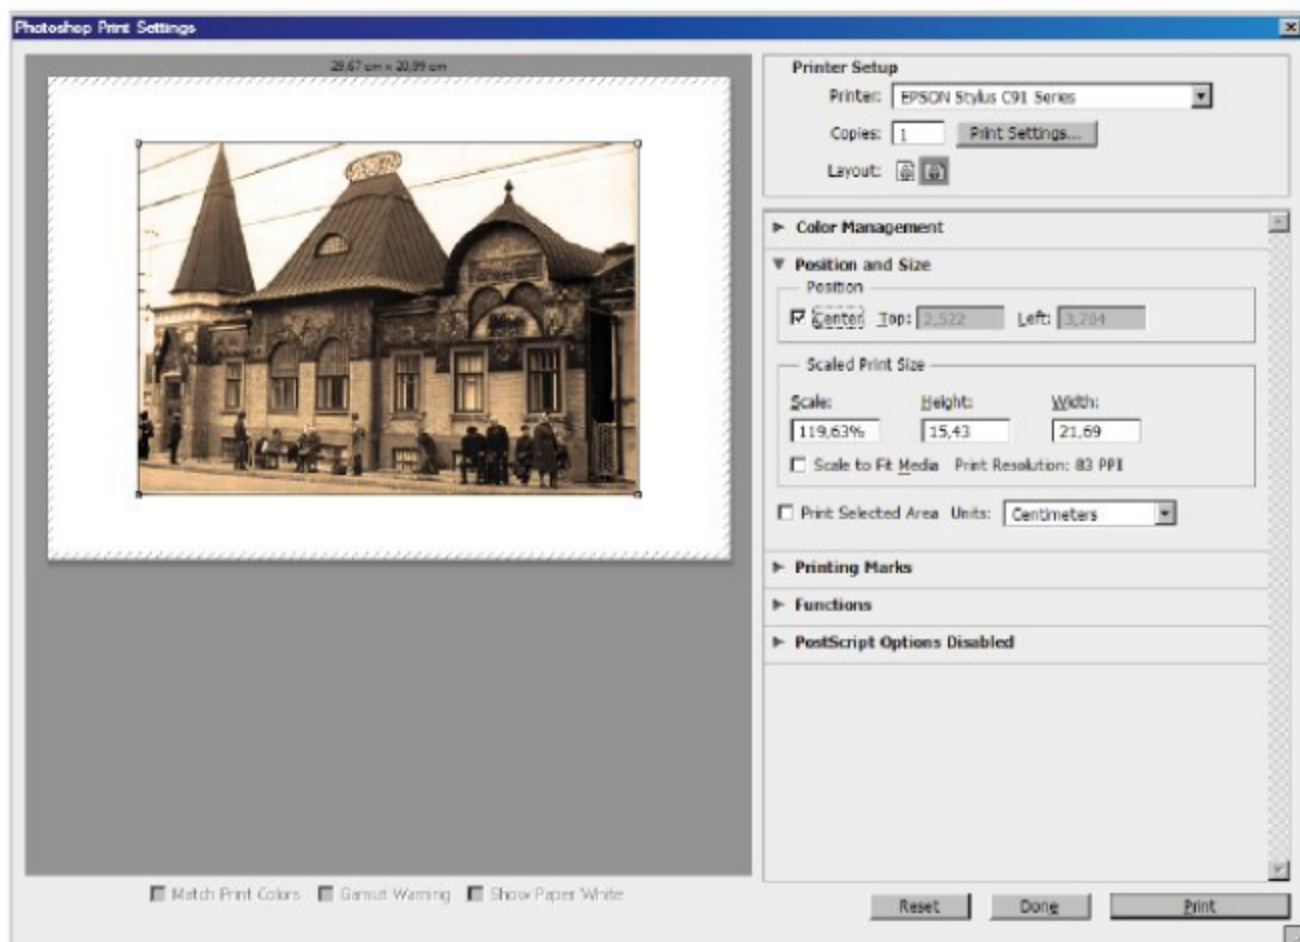 Photoshop Print Settings
29,67 cm x 20,99 cm
Printer Setup
Printer: EPSON Stylus C91 Series
Copies: 1 Print Settings...
Layout:
Color Management
Position and Size
Position
Center Top: 2,522 Left: 3,784
Scaled Print Size
Scale: Height: Width:
119,63% 15,43 21,69
Scale to Fit Media Print Resolution: 83 PPI
Print Selected Area Units: Centimeters
Printing Marks
Functions
PostScript Options Disabled
Match Print Colors Gamut Warning Show Paper White
Reset Done Print